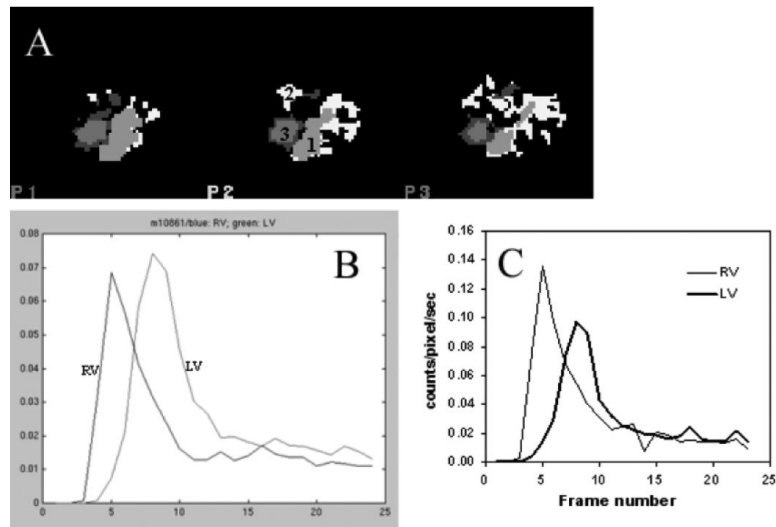 A
2
3
1
P 1
P 2
P 3
m10861/blue: RV; green: LV
B
0.08
0.07
0.06
0.05
0.04
0.03
0.02
0.01
0
RV
LV
0 5 10 15 20 25
C
0.16
0.14
0.12
0.10
0.08
0.06
0.04
0.02
0.00
counts/pixel/sec
RV
LV
0 5 10 15 20 25
Frame number